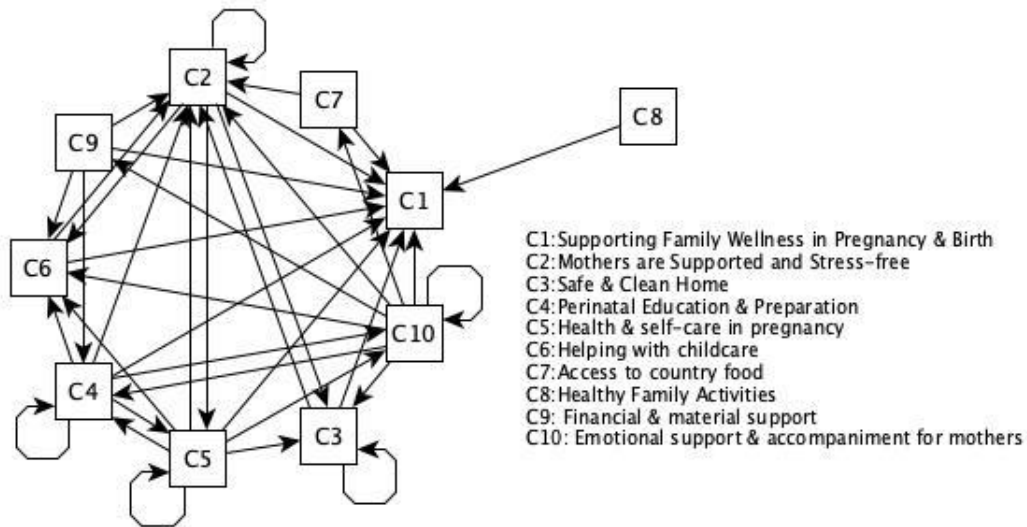 C2
C7
C8
C9
C1
C6
C10
C4
C3
C5
C1:Supporting Family Wellness in Pregnancy & Birth
C2:Mothers are Supported and Stress-free
C3:Safe & Clean Home
C4:Perinatal Education & Preparation
C5:Health & self-care in pregnancy
C6:Helping with childcare
C7:Access to country food
C8:Healthy Family Activities
C9: Financial & material support
C10: Emotional support & accompaniment for mothers